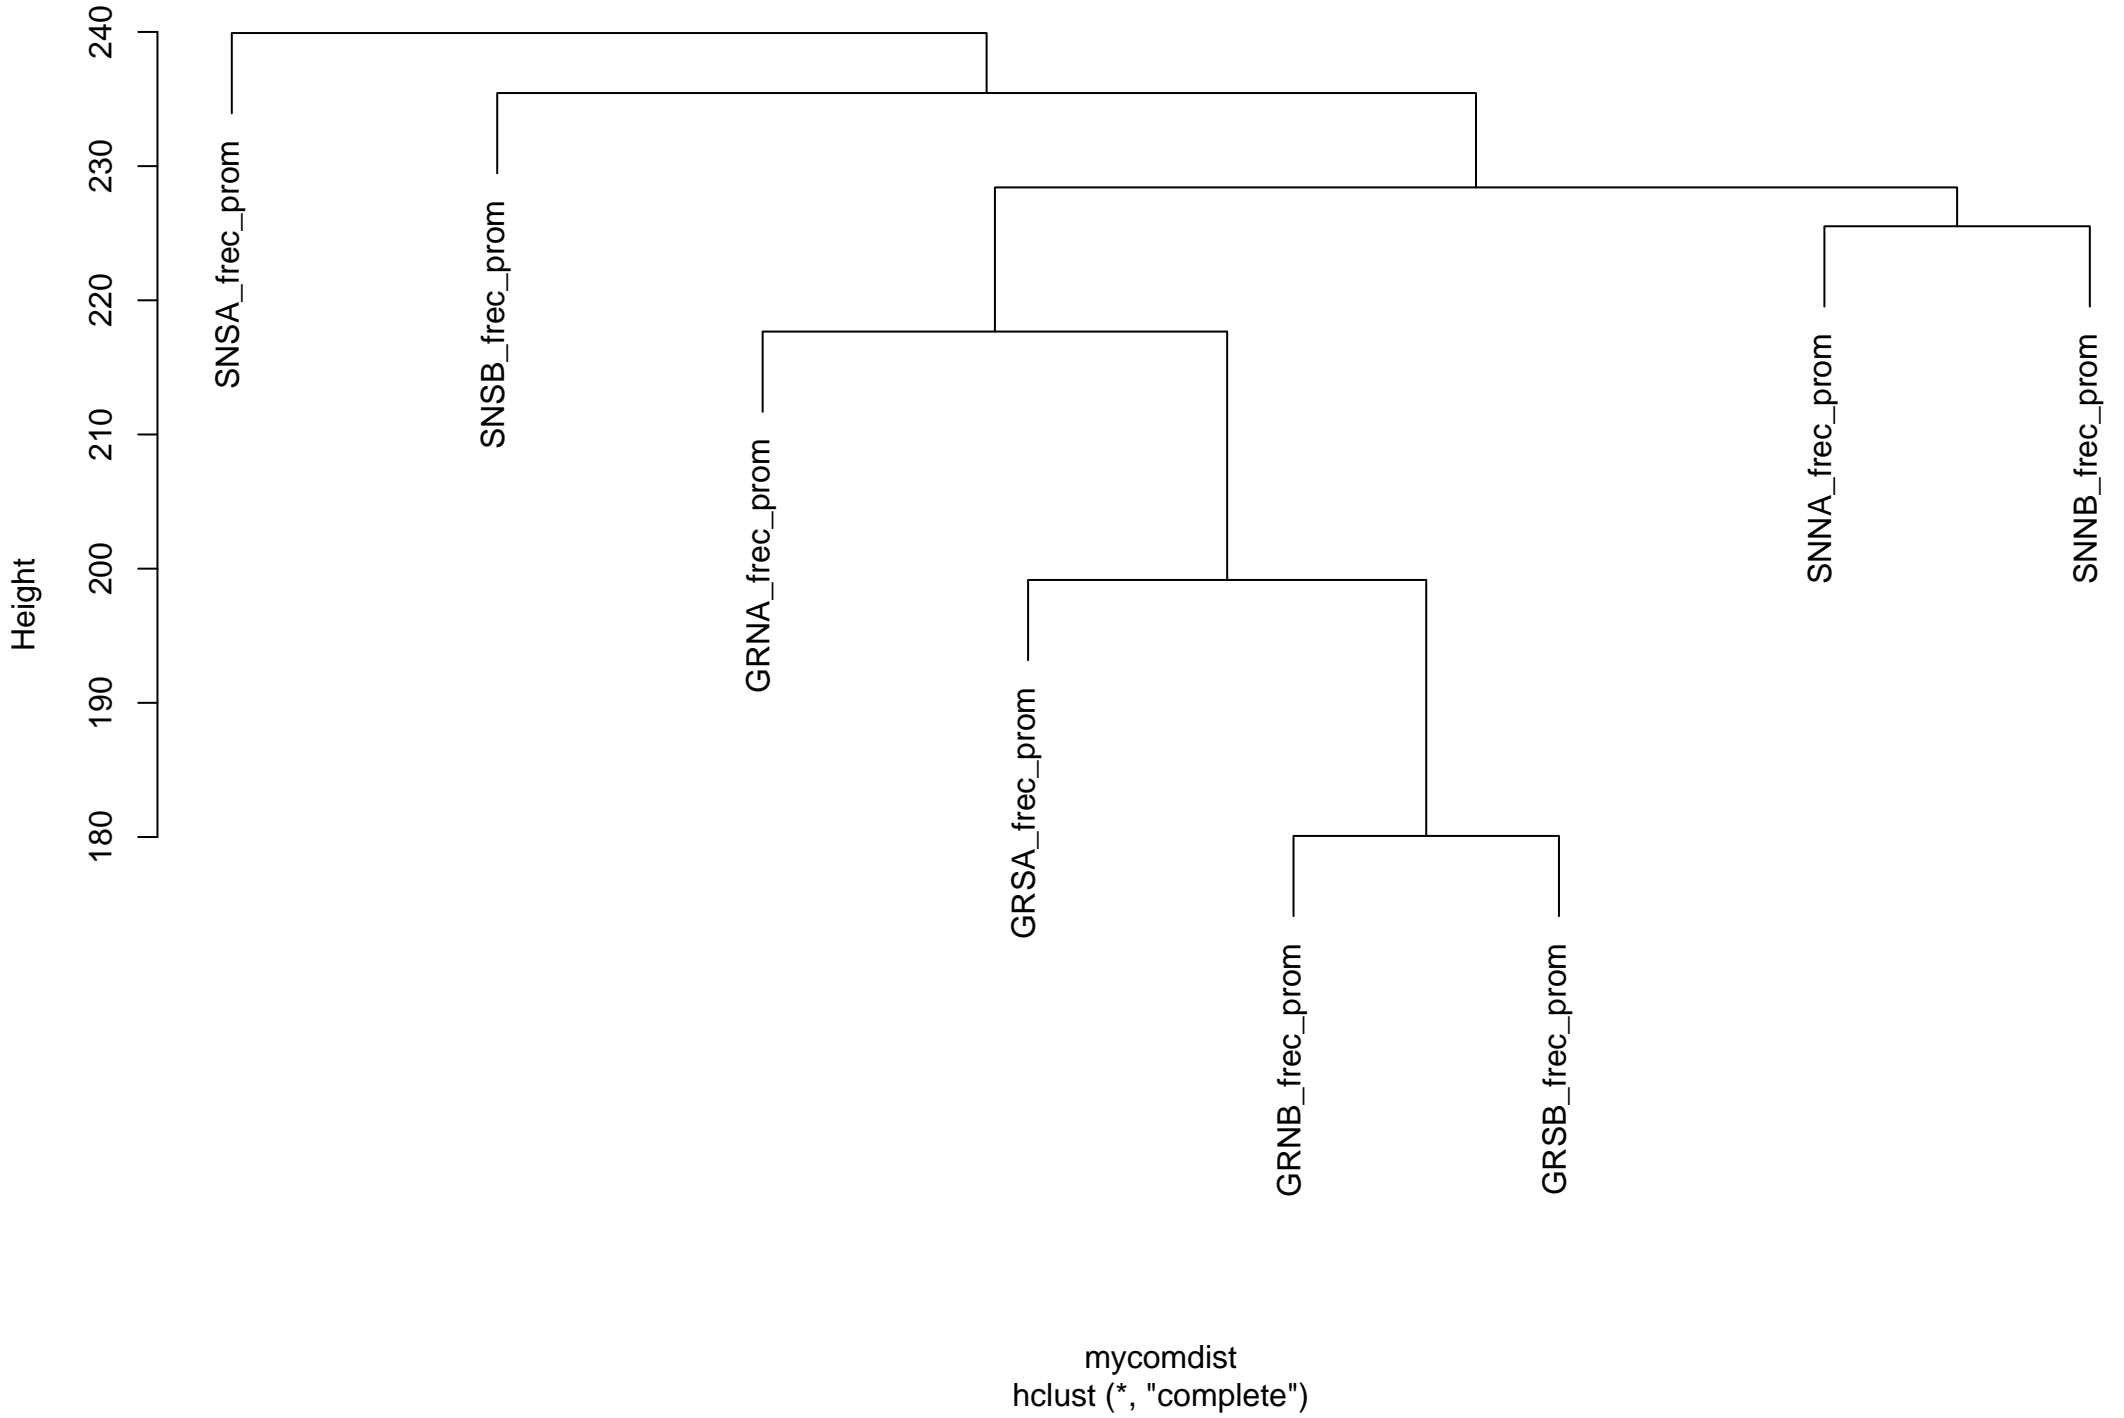 Height
240
230
220
210
200
190
180
SNSA_frec_prom
SNSB_frec_prom
GRNA_frec_prom
GRSA_frec_prom
GRNB_frec_prom
GRSB_frec_prom
SNNA_frec_prom
SNNB_frec_prom
mycomdist
hclust (*, "complete")